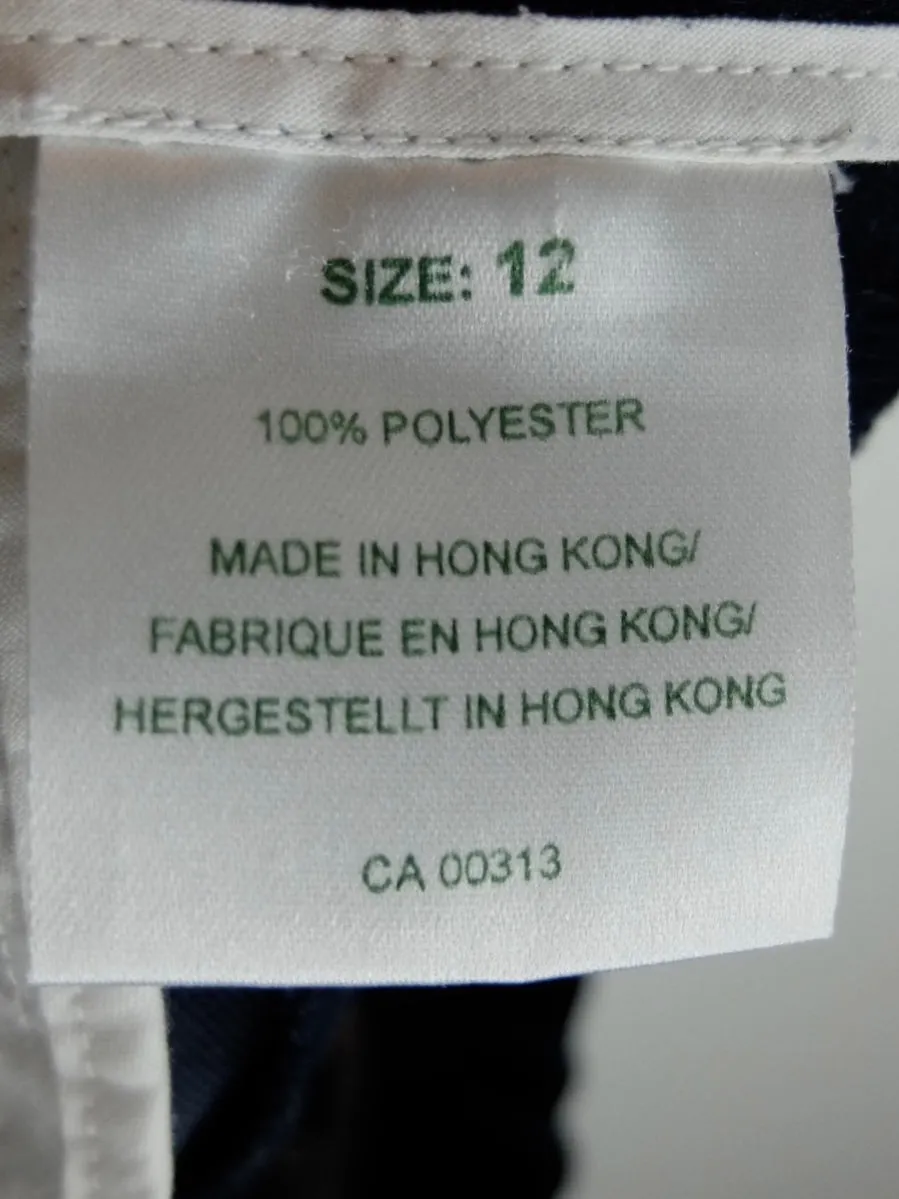 SIZE: 12
100% POLYESTER
MADE IN HONG KONG/
FABRIQUE EN HONG KONG/
HERGESTELLT IN HONG KONG
CA 00313